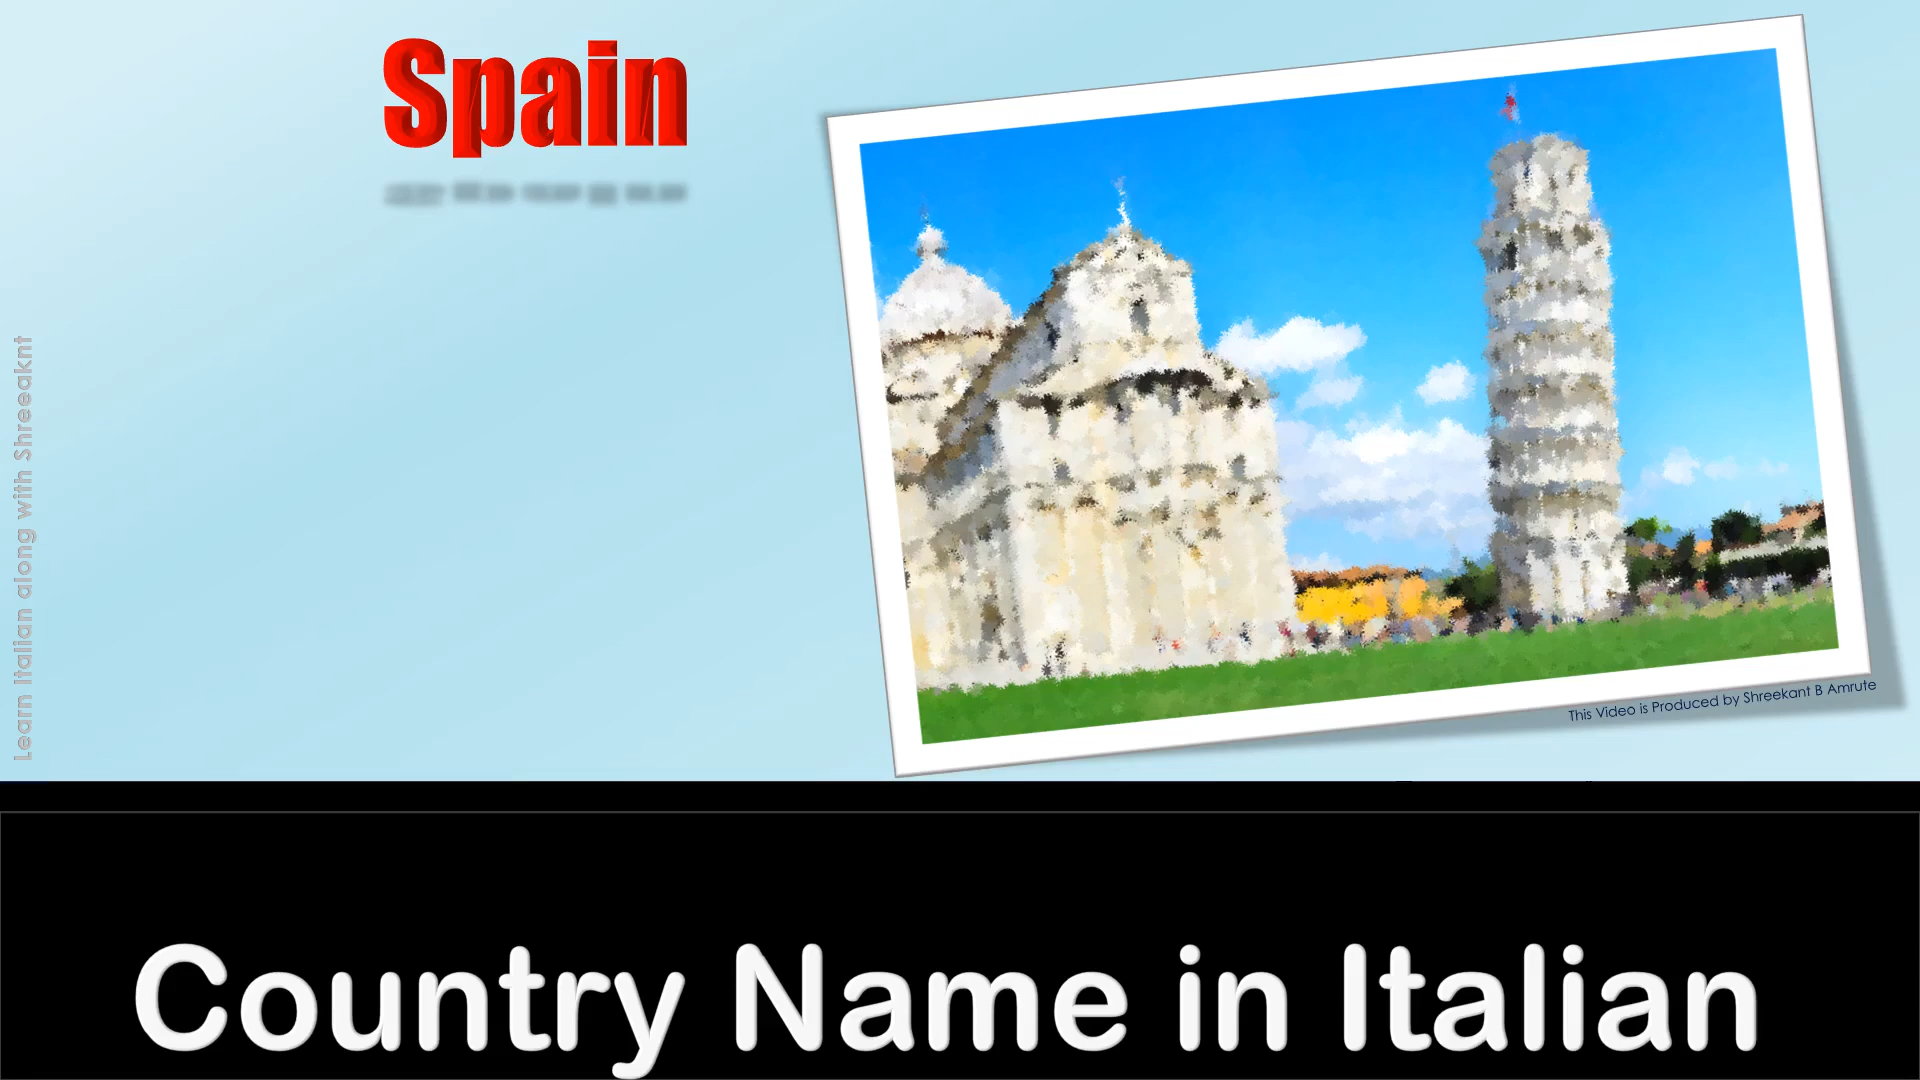 Spain
Learn Italian along with Shreeaknt
This Video is Produced by Shreekant B Amrute
Country Name in Italian